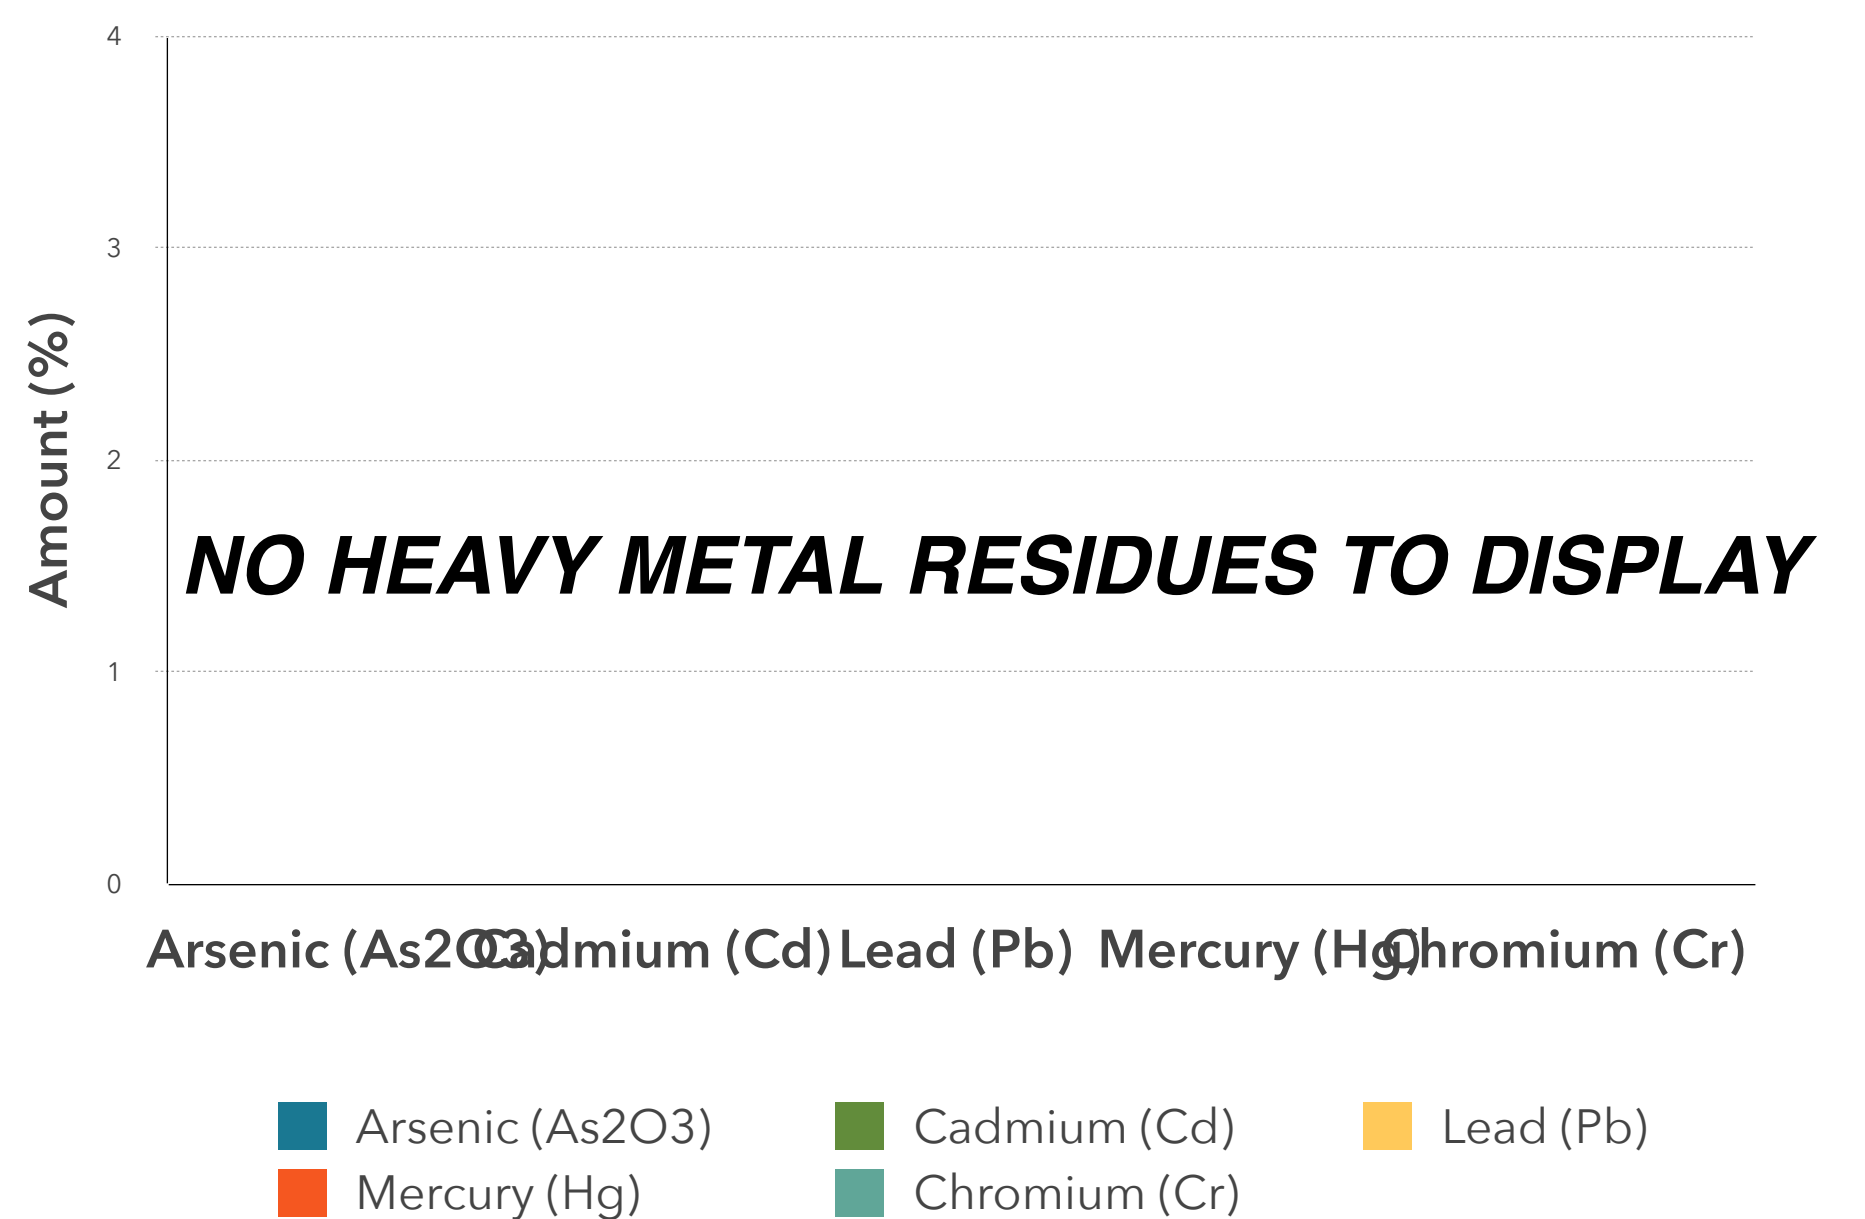 4
3
2
1
0
Amount (%)
NO HEAVY METAL RESIDUES TO DISPLAY
Arsenic (As2O3) Cadmium (Cd) Lead (Pb) Mercury (Hg) Chromium (Cr)
Arsenic (As2O3) Cadmium (Cd) Lead (Pb)
Mercury (Hg) Chromium (Cr)